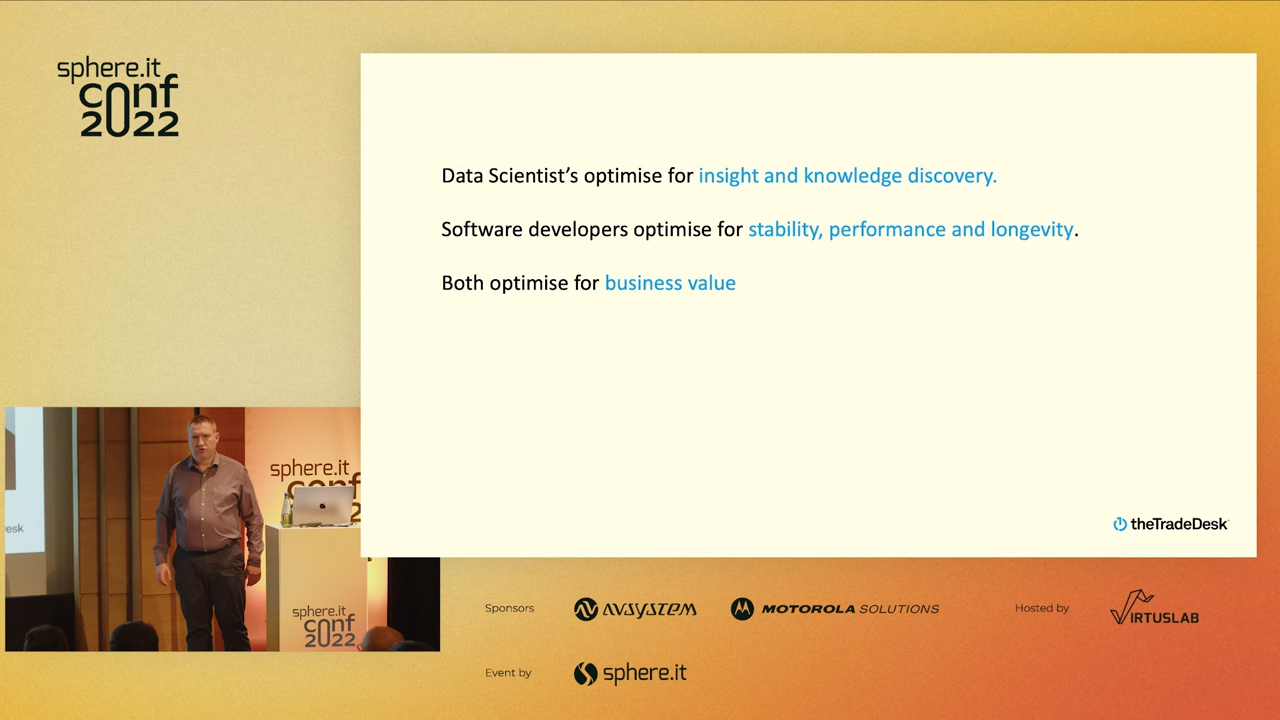 sphere.it
conf
2022
Data Scientist’s optimise for insight and knowledge discovery.
Software developers optimise for stability, performance and longevity.
Both optimise for business value
theTradeDesk
esk
sphere.it
conf
2
sphere.it
conf
2022
Sponsors
AVSYSTEM
MOTOROLA SOLUTIONS
Hosted by
VIRTUSLAB
Event by
sphere.it